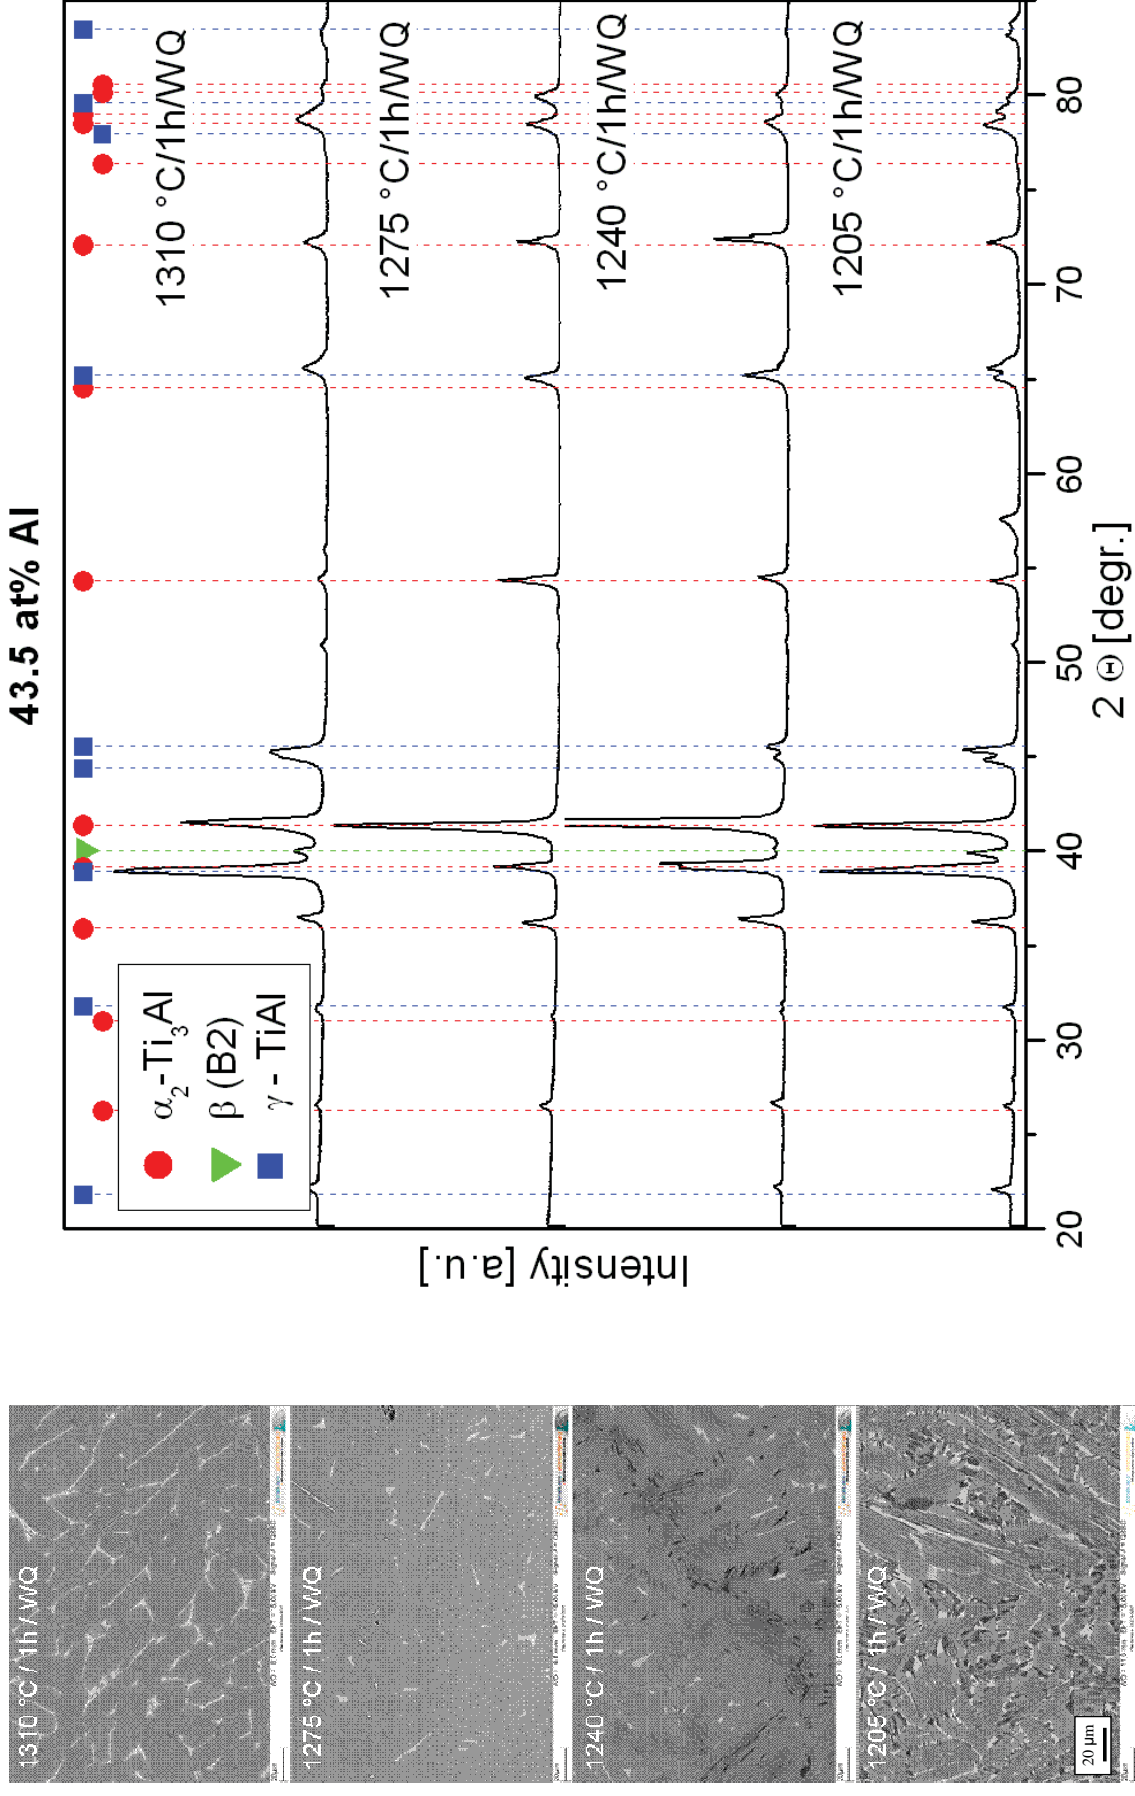 43.5 at% Al
1310 °C / 1h / WQ
1275 °C / 1h / WQ
1240 °C / 1h / WQ
1205 °C / 1h / WQ
20 µm
Intensity [a.u.]
α2-Ti3Al
β (B2)
γ - TiAl
1310 °C/1h/WQ
1275 °C/1h/WQ
1240 °C/1h/WQ
1205 °C/1h/WQ
20 30 40 50 60 70 80
2 Θ [degr.]